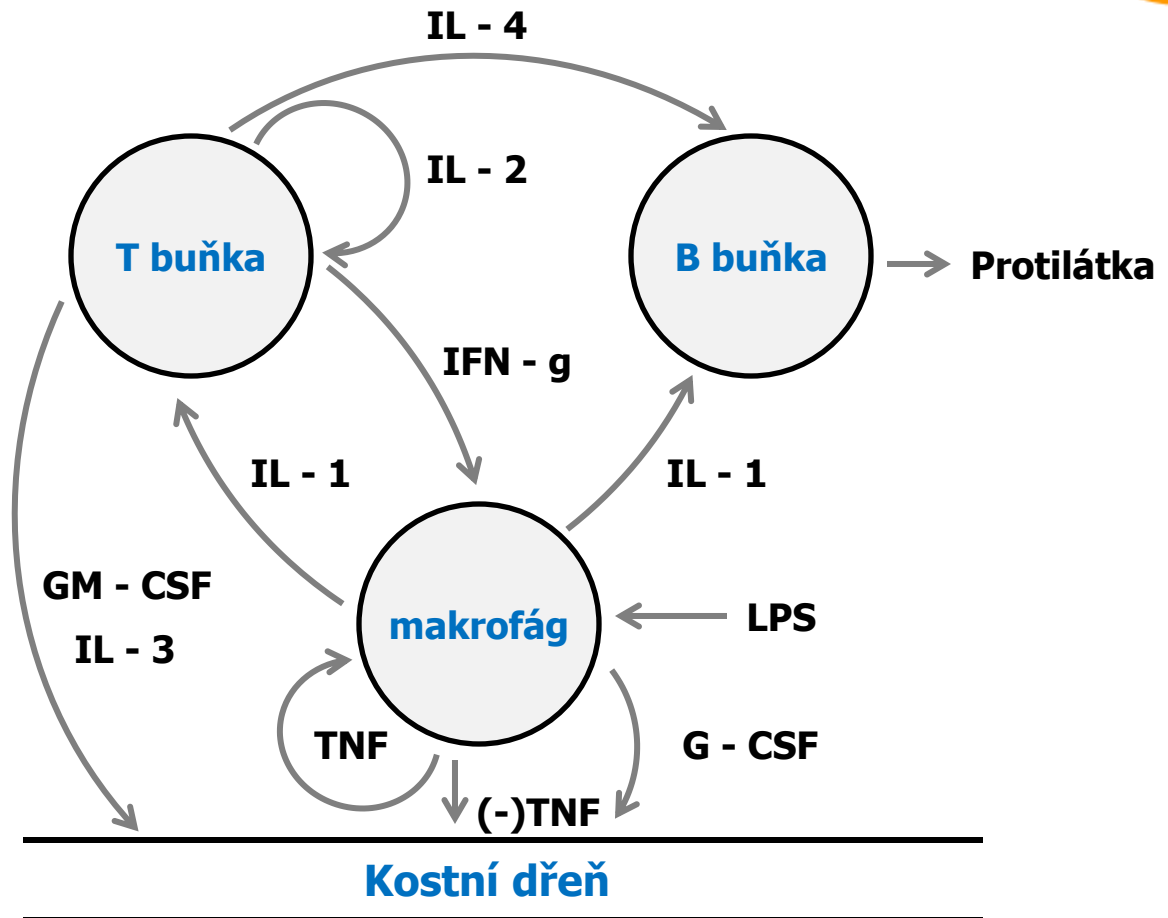 IL - 4
IL - 2
T buňka
B buňka
Protilátka
IFN - g
IL - 1
IL - 1
GM - CSF
IL - 3
makrofág
LPS
TNF
G - CSF
(-)TNF
Kostní dřeň